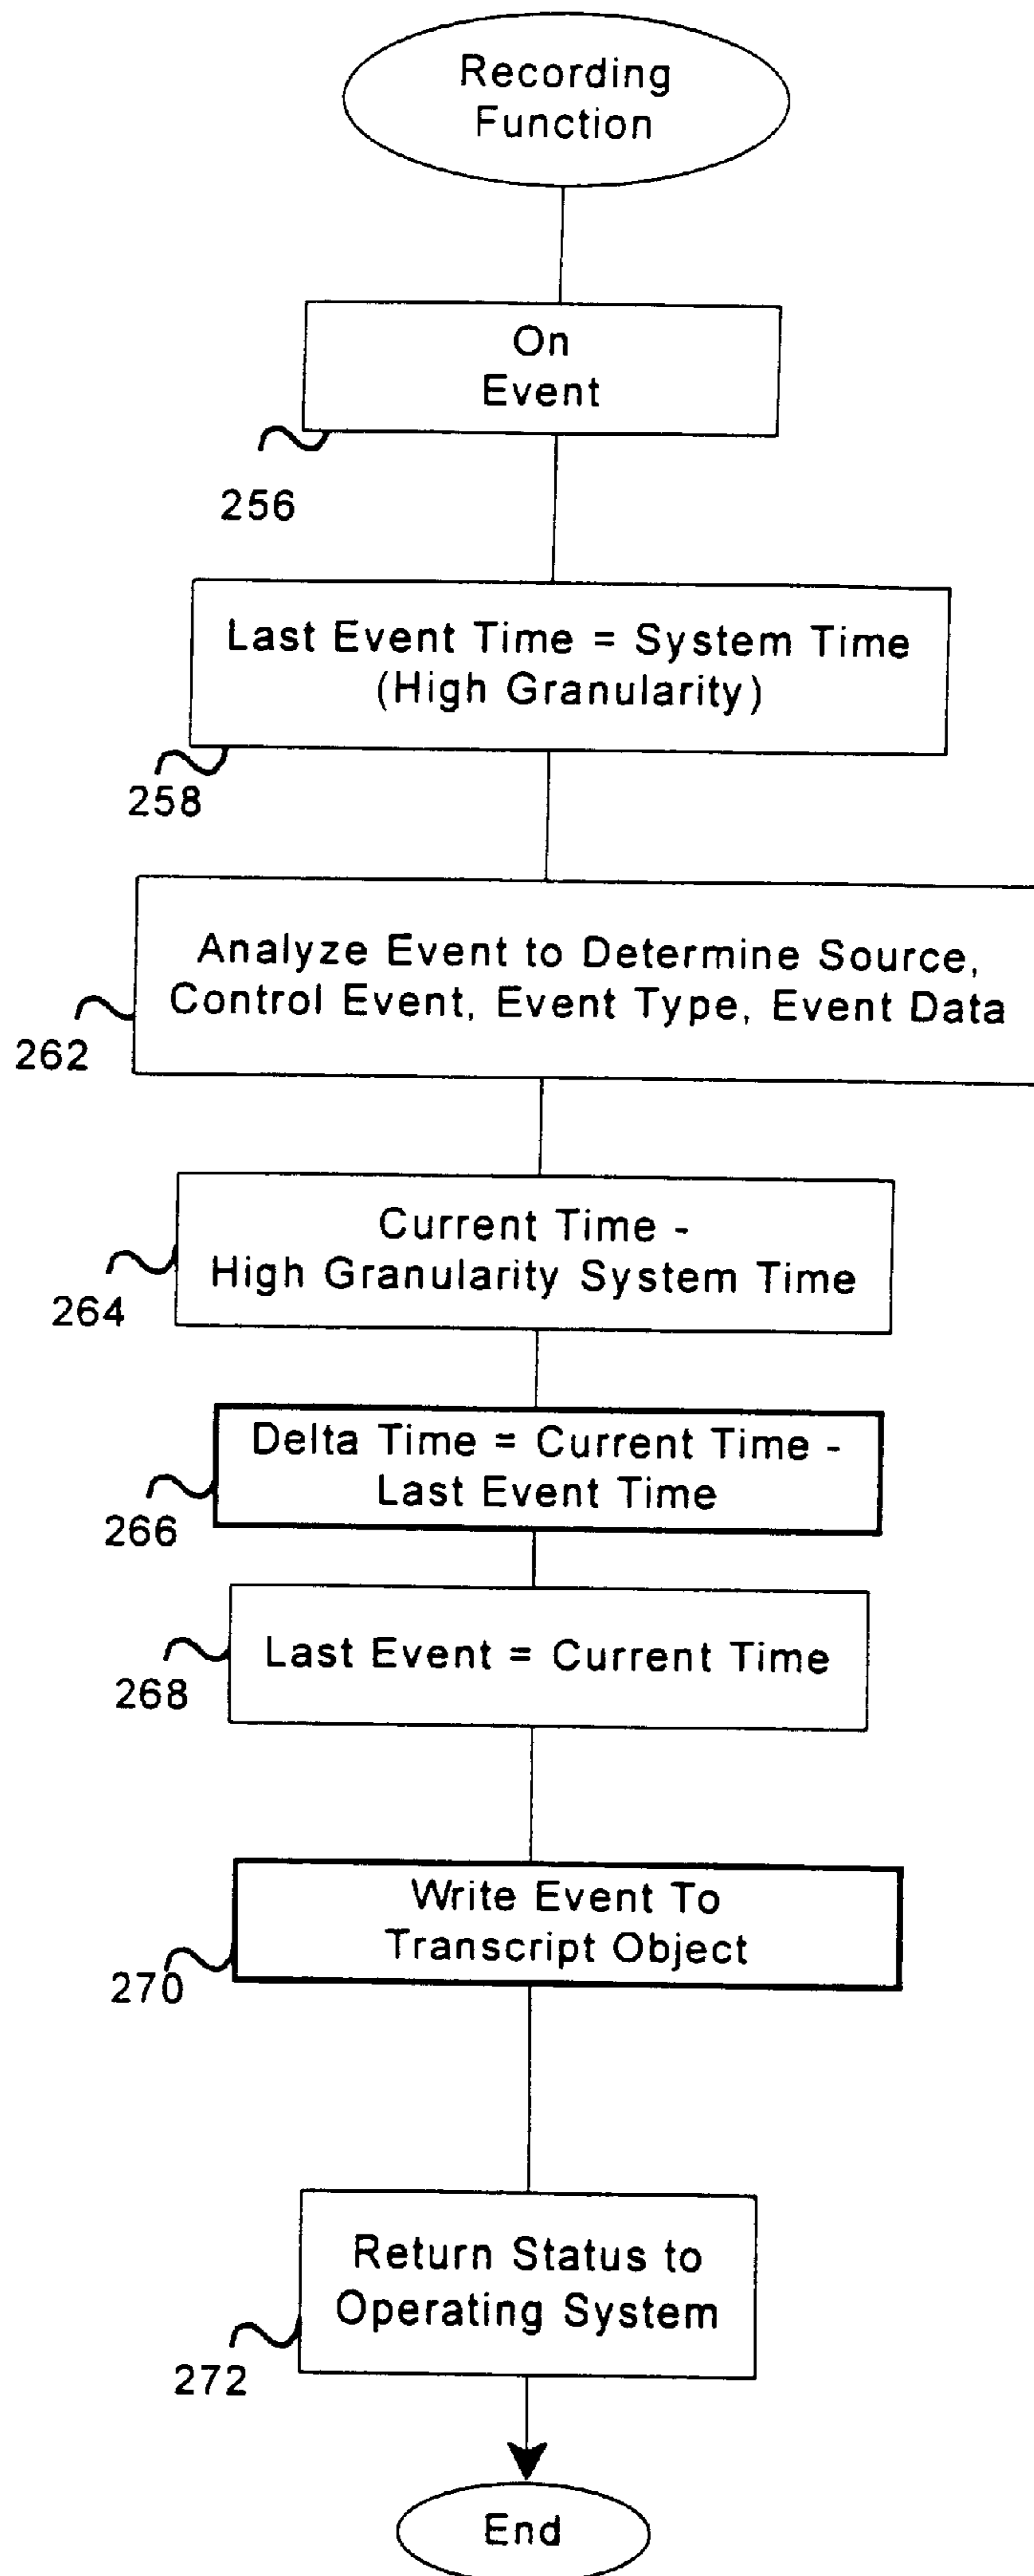 Recording
Function
On
Event
256
Last Event Time = System Time
(High Granularity)
258
Analyze Event to Determine Source,
Control Event, Event Type, Event Data
262
Current Time -
High Granularity System Time
264
Delta Time = Current Time -
Last Event Time
266
Last Event = Current Time
268
Write Event To
Transcript Object
270
Return Status to
Operating System
272
End